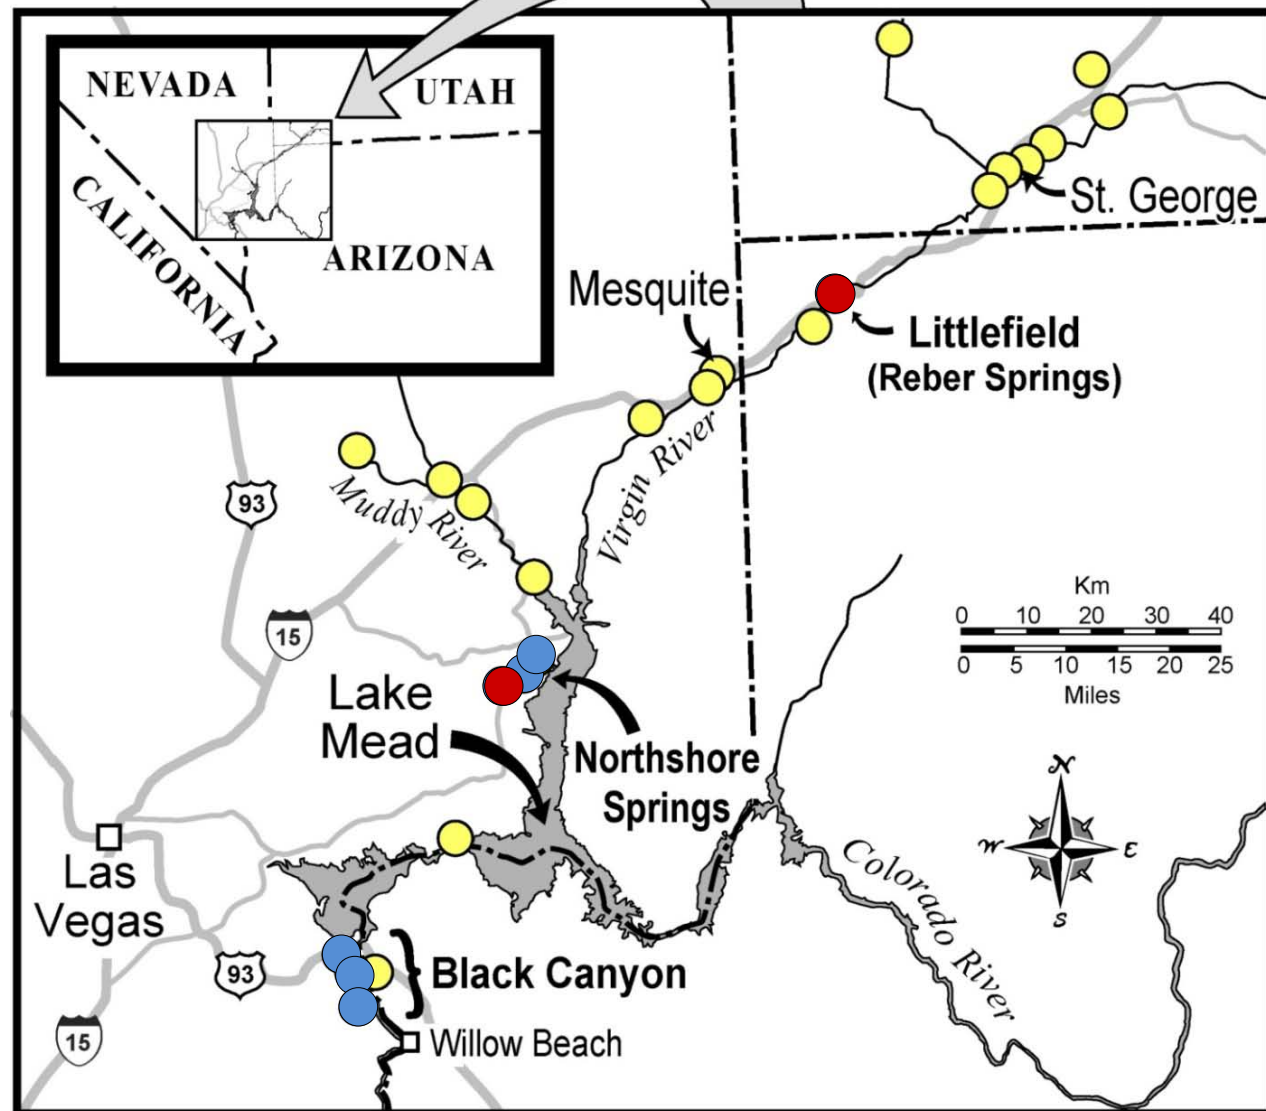 NEVADA
UTAH
CALIFORNIA
ARIZONA
St. George
Mesquite
Littlefield
(Reber Springs)
Virgin River
Muddy River
93
15
Km
0 10 20 30 40
0 5 10 15 20 25
Miles
Lake
Mead
Northshore
Springs
N
W E
S
Las
Vegas
Colorado River
93
Black Canyon
15
Willow Beach